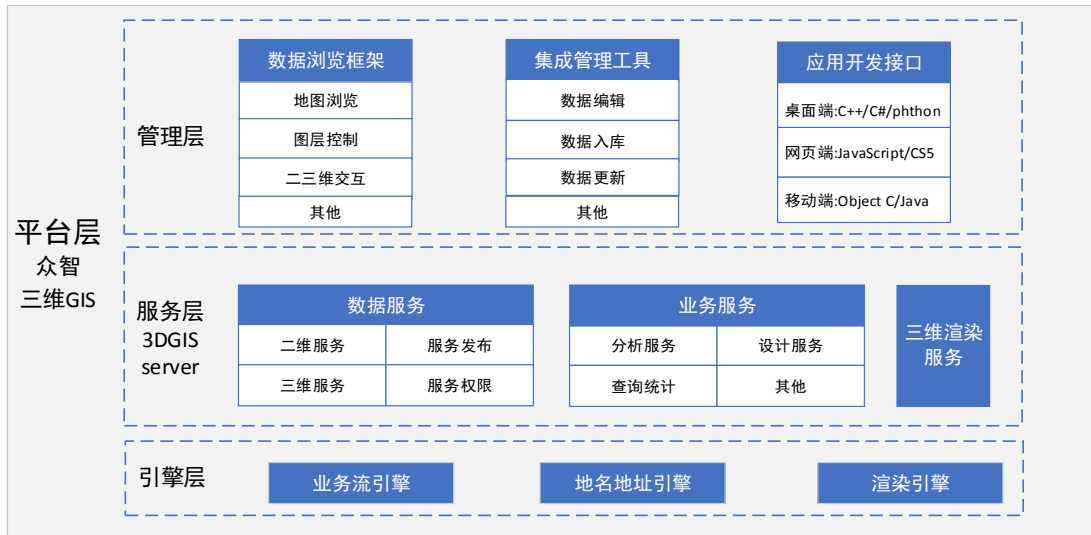 平台层
众智
三维GIS
管理层
数据浏览框架
地图浏览
图层控制
二三维交互
其他
集成管理工具
数据编辑
数据入库
数据更新
其他
应用开发接口
桌面端:C++/C#/phthon
网页端:JavaScript/CS5
移动端:Object C/Java
服务层
3DGIS
server
数据服务
二维服务
服务发布
三维服务
服务权限
业务服务
分析服务
设计服务
查询统计
其他
三维渲染
服务
引擎层
业务流引擎
地名地址引擎
渲染引擎